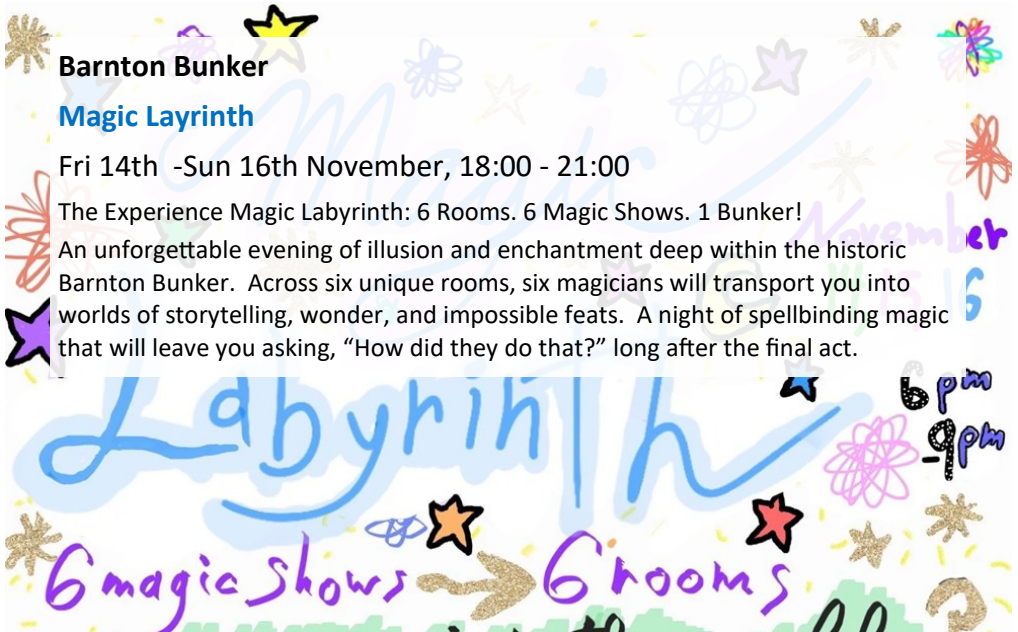 Barnton Bunker
Magic Layrinth
Fri 14th -Sun 16th November, 18:00 - 21:00
The Experience Magic Labyrinth: 6 Rooms. 6 Magic Shows. 1 Bunker!
An unforgettable evening of illusion and enchantment deep within the historic
Barnton Bunker. Across six unique rooms, six magicians will transport you into
worlds of storytelling, wonder, and impossible feats. A night of spellbinding magic
that will leave you asking, “How did they do that?” long after the final act.
Magic
November
14, 15, 16
Labyrinth
6pm
-9pm
6 magic shows
6 rooms